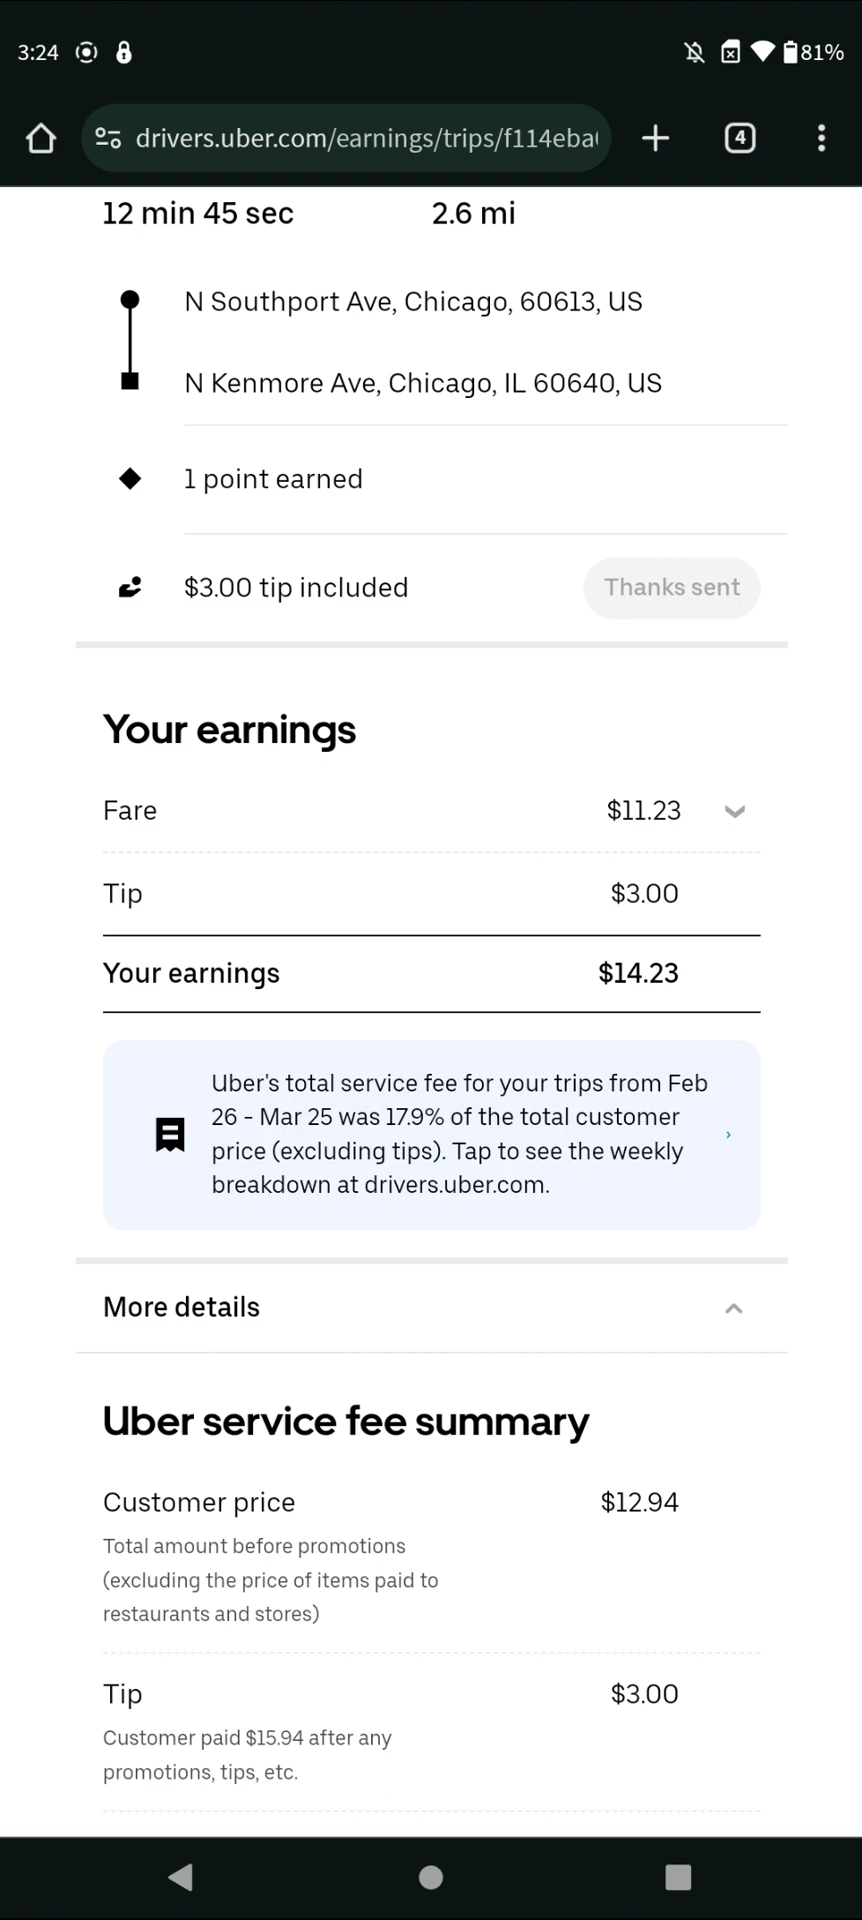 3:24
81%
drivers.uber.com/earnings/trips/f114eba
4
12 min 45 sec 2.6 mi
N Southport Ave, Chicago, 60613, US
N Kenmore Ave, Chicago, IL 60640, US
1 point earned
$3.00 tip included Thanks sent
Your earnings
Fare $11.23
Tip $3.00
Your earnings $14.23
Uber's total service fee for your trips from Feb
26 - Mar 25 was 17.9% of the total customer
price (excluding tips). Tap to see the weekly
breakdown at drivers.uber.com.
More details
Uber service fee summary
Customer price $12.94
Total amount before promotions
(excluding the price of items paid to
restaurants and stores)
Tip $3.00
Customer paid $15.94 after any
promotions, tips, etc.